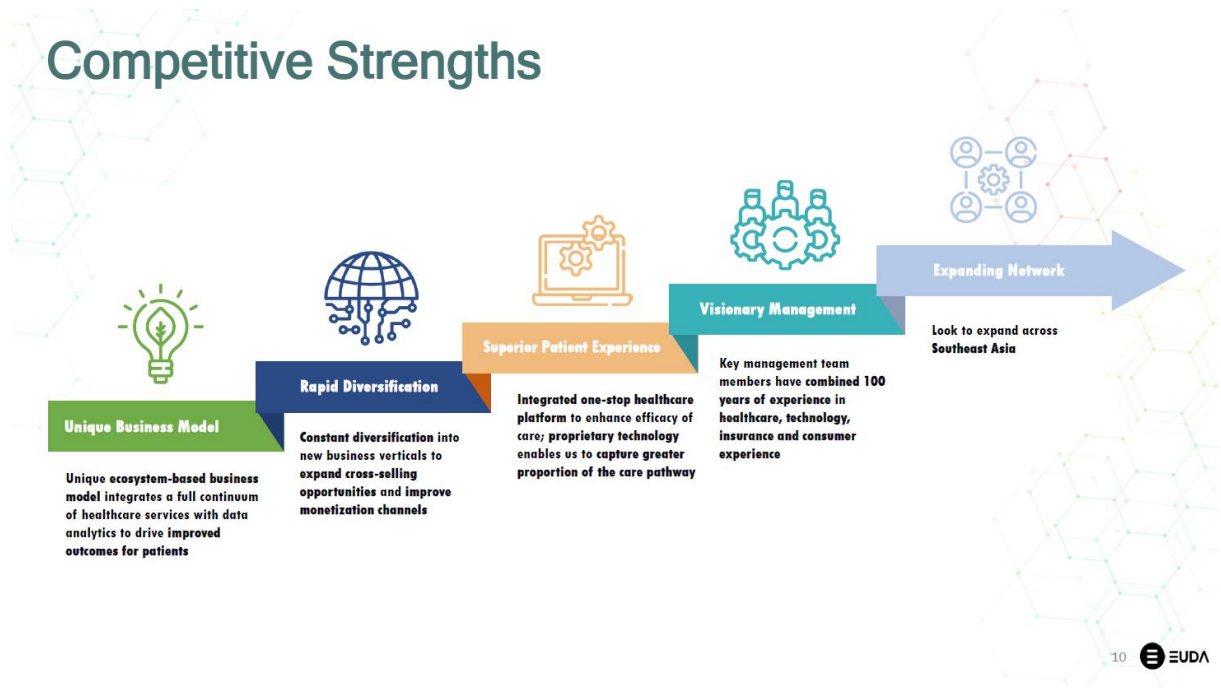 Competitive Strengths
Unique Business Model
Unique ecosystem-based business
model integrates a full continuum
of healthcare services with data
analytics to drive improved
outcomes for patients
Rapid Diversification
Constant diversification into
new business verticals to
expand cross-selling
opportunities and improve
monetization channels
Superior Patient Experience
Integrated one-stop healthcare
platform to enhance efficacy of
care; proprietary technology
enables us to capture greater
proportion of the care pathway
Visionary Management
Key management team
members have combined 100
years of experience in
healthcare, technology,
insurance and consumer
experience
Expanding Network
Look to expand across
Southeast Asia
10
EUDA